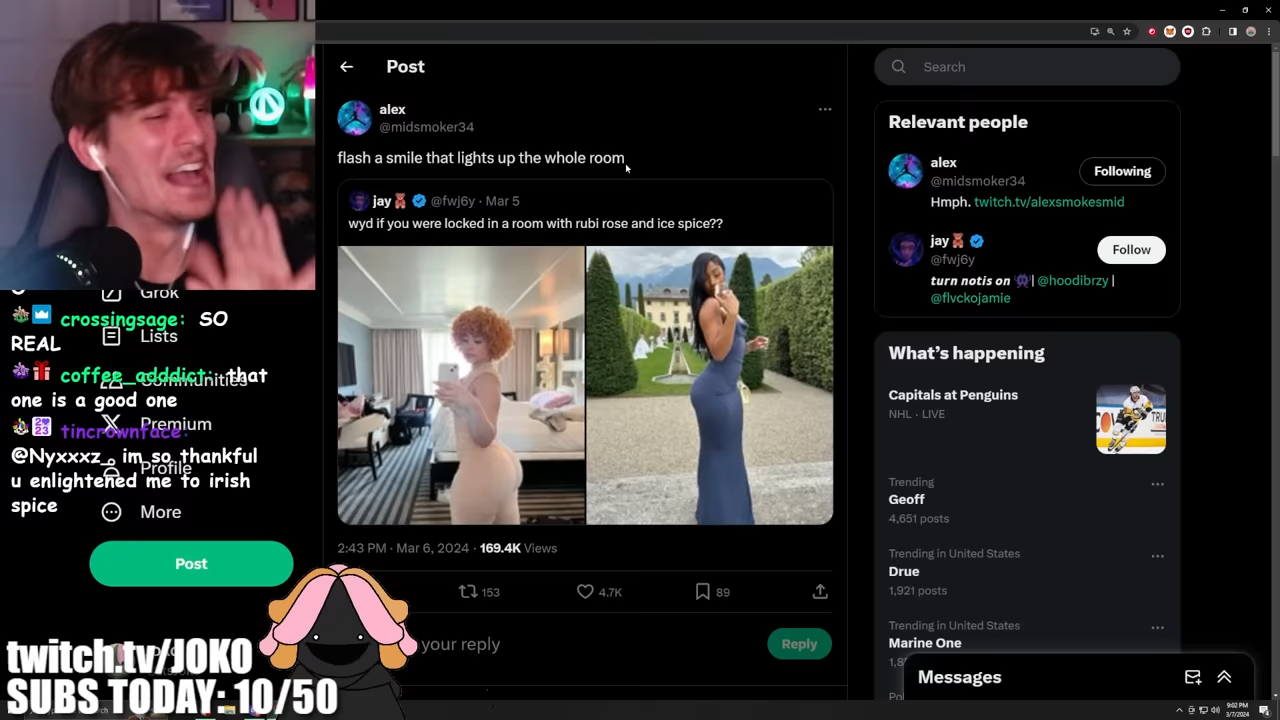 Post
alex
@midsmoker34
flash a smile that lights up the whole room
jay @fwj6y · Mar 5
wyd if you were locked in a room with rubi rose and ice spice??
2:43 PM · Mar 6, 2024 · 169.4K Views
153
4.7K
89
your reply
Reply
Search
Relevant people
alex
@midsmoker34
Following
Hmph. twitch.tv/alexsmokesmid
jay
@fwj6y
Follow
turn notis on | @hoodibrzy |
@flvckojamie
What's happening
Capitals at Penguins
NHL · LIVE
Trending
Geoff
4,651 posts
Trending in United States
Drue
1,921 posts
Trending in United States
Marine One
Messages
Grok
Lists
Communities
Premium
Profile
More
Post
crossingsage: SO
REAL
coffee_adddict: that
one is a good one
tincrownface:
@Nyxxxz_ im so thankful
u enlightened me to irish
spice
twitch.tv/JOKO
SUBS TODAY: 10/50
9:02 PM
3/7/2024